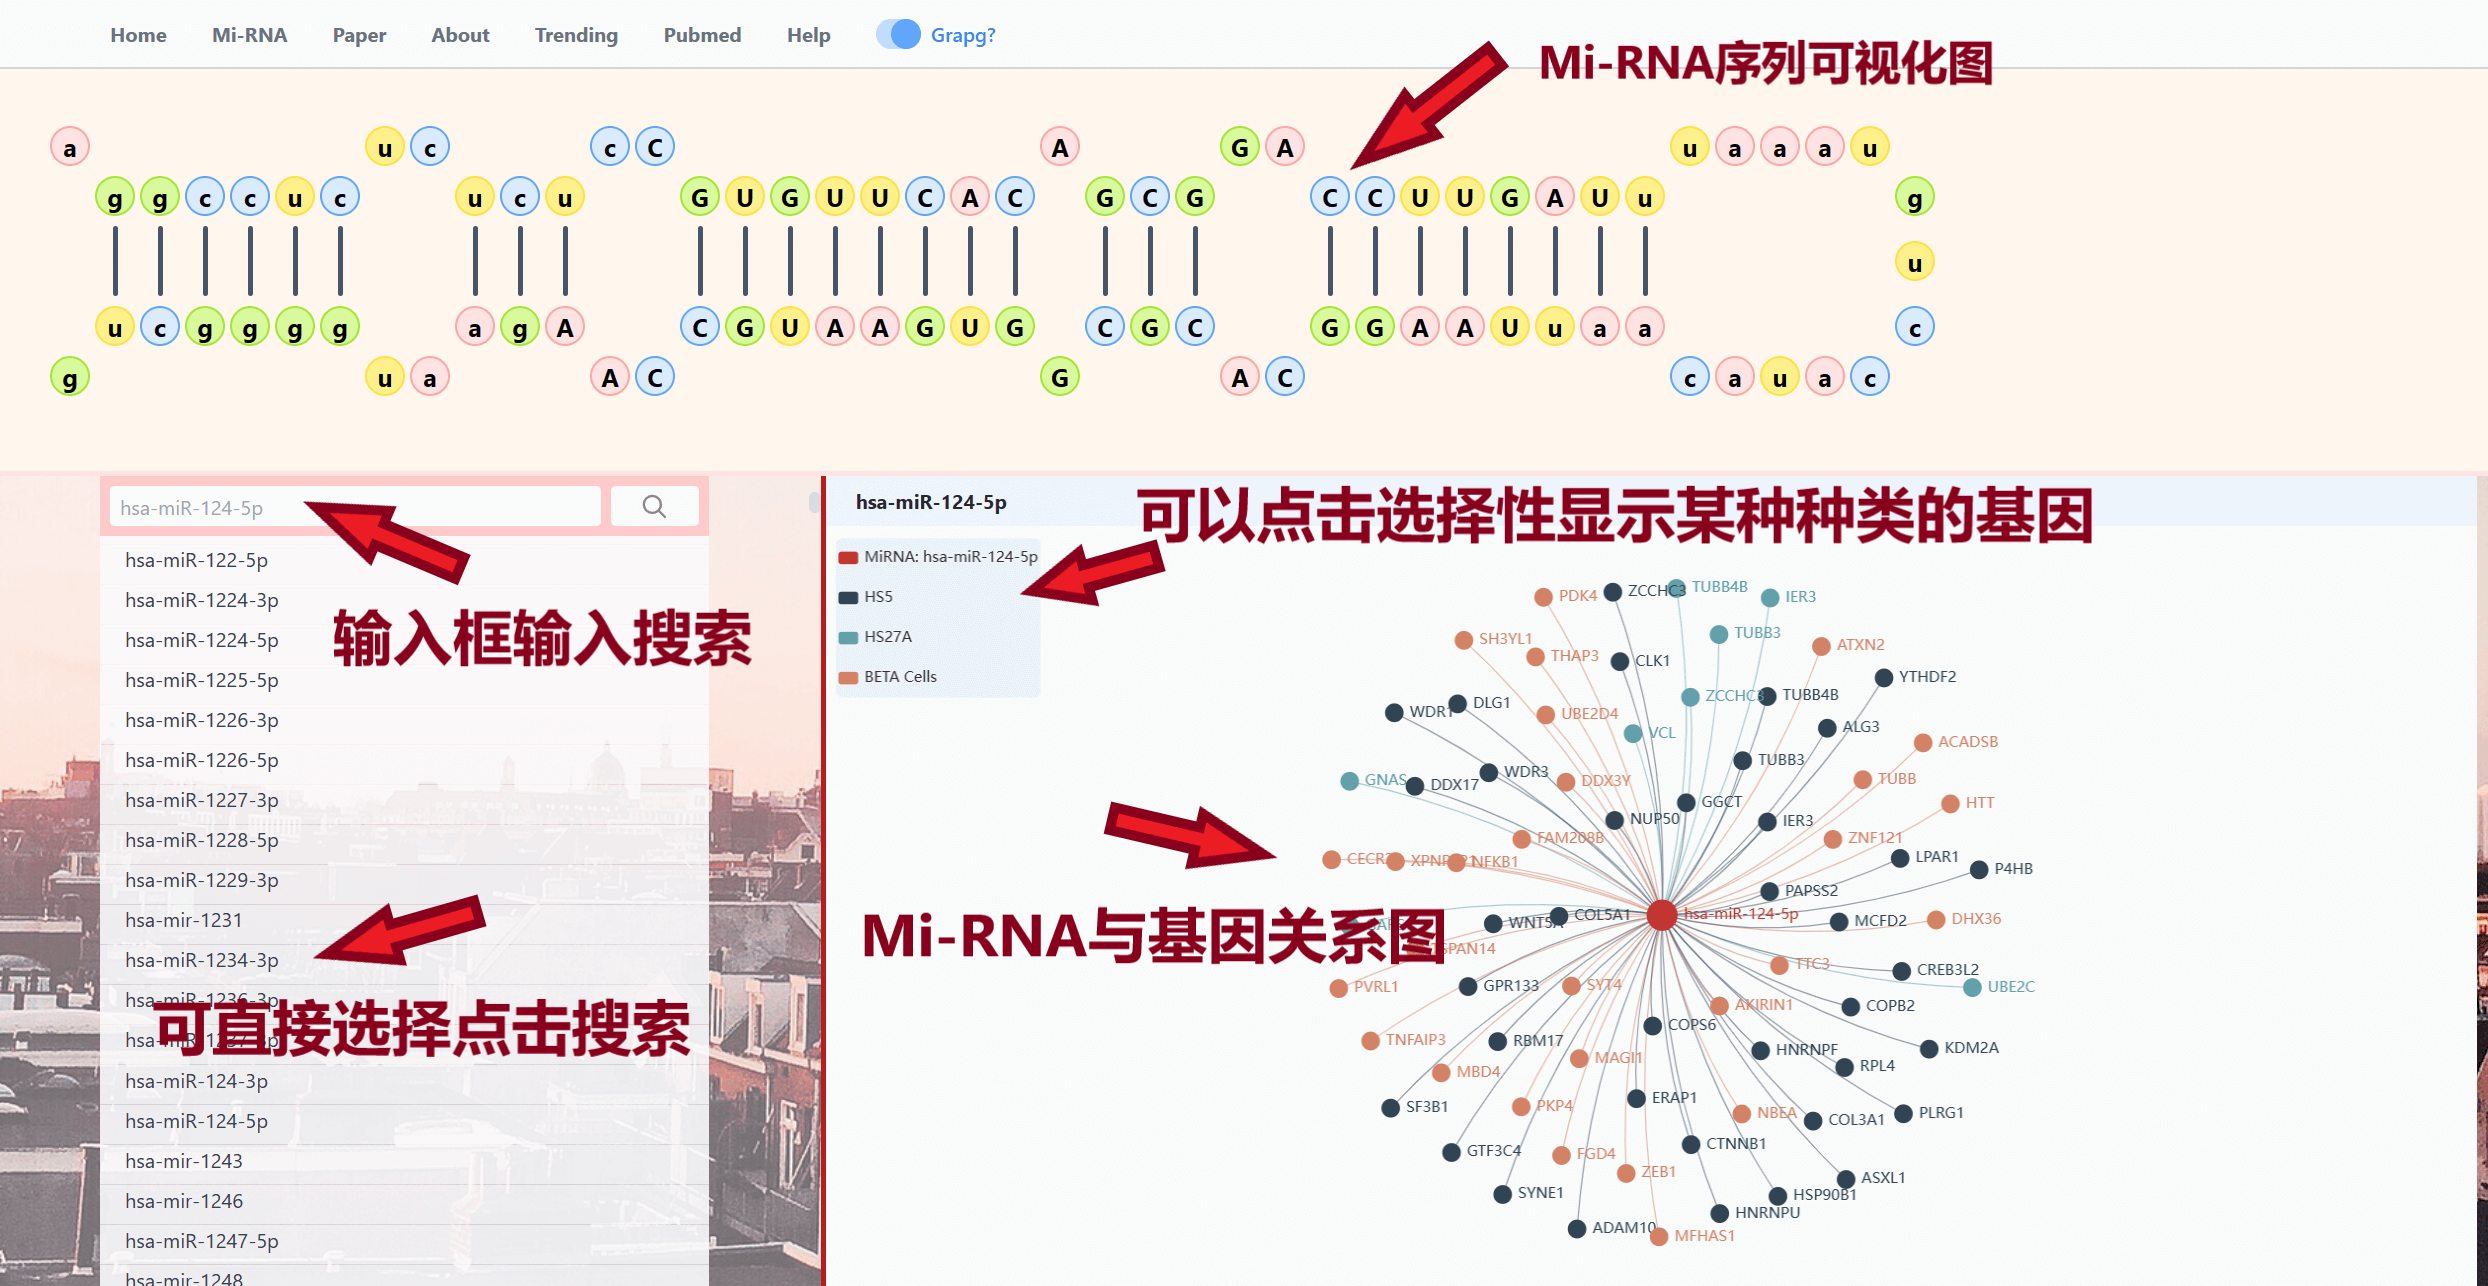 Home Mi-RNA Paper About Trending Pubmed Help Grapg?
Mi-RNA序列可视化图
a u c c C A G A u a a a u
g g c c u c u c u G U G U U C A C G C G C C U U G A U u g
u
u c g g g g a g A C G U A A G U G C G C G G A A U u a a c
g u a A C G A C c a u a c
hsa-miR-124-5p
输入框输入搜索
hsa-miR-122-5p
hsa-miR-1224-3p
hsa-miR-1224-5p
hsa-miR-1225-5p
hsa-miR-1226-3p
hsa-miR-1226-5p
hsa-miR-1227-3p
hsa-miR-1228-5p
hsa-miR-1229-3p
hsa-mir-1231
hsa-miR-1234-3p
hsa-miR-1236-3p
可直接选择点击搜索
hsa-miR-124-3p
hsa-miR-124-5p
hsa-mir-1243
hsa-mir-1246
hsa-miR-1247-5p
hsa-mir-1248
hsa-miR-124-5p
可以点击选择性显示某种种类的基因
MiRNA: hsa-miR-124-5p
HS5
HS27A
BETA Cells
Mi-RNA与基因关系图
PDK4
ZCCHC3
TUBB4B
IER3
SH3YL1
TUBB3
ATXN2
THAP3
CLK1
YTHDF2
WDR1
DLG1
ZCCHC3
TUBB4B
UBE2D4
VCL
ALG3
ACADSB
TUBB3
GNAS
DDX17
WDR3
DDX3Y
TUBB
GGCT
HTT
NUP50
IER3
FAM208B
ZNF121
CECR2
NFKB1
LPAR1
P4HB
PAPSS2
WNT5A
COL5A1
hsa-miR-124-5p
MCFD2
DHX36
TSPAN14
TTC3
CREB3L2
PVRL1
GPR133
SYT4
UBE2C
AKIRIN1
COPB2
COPS6
TNFAIP3
RBM17
HNRNPF
KDM2A
MAGI1
RPL4
MBD4
SF3B1
PKP4
ERAP1
NBEA
COL3A1
PLRG1
GTF3C4
FGD4
CTNNB1
ZEB1
ASXL1
SYNE1
HSP90B1
HNRNPU
ADAM10
MFHAS1